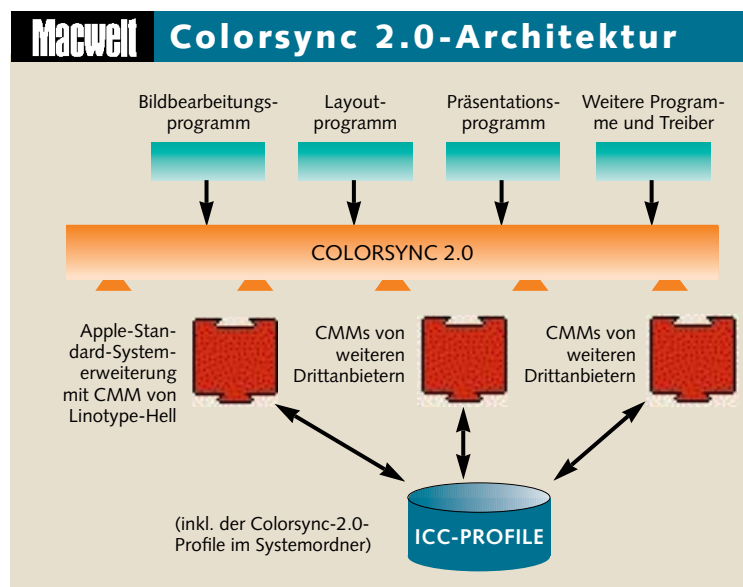 Macwelt Colorsync 2.0-Architektur
Bildbearbeitungs-
programm
Layout-
programm
Präsentations-
programm
Weitere Program-
me und Treiber
COLORSYNC 2.0
Apple-Stan-
dard-System-
erweiterung
mit CMM von
Linotype-Hell
CMMs von
weiteren
Drittanbietern
CMMs von
weiteren
Drittanbietern
(inkl. der Colorsync-2.0-
Profile im Systemordner)
ICC-PROFILE